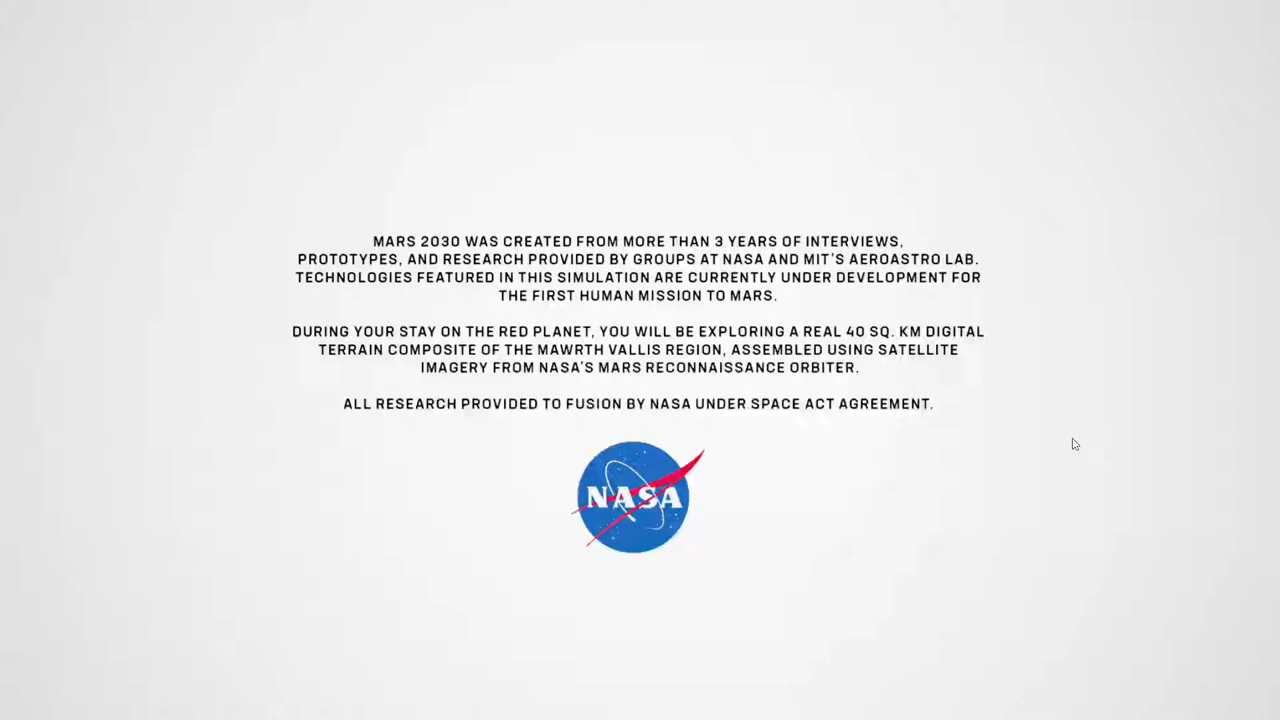 MARS 2030 WAS CREATED FROM MORE THAN 3 YEARS OF INTERVIEWS,
PROTOTYPES, AND RESEARCH PROVIDED BY GROUPS AT NASA AND MIT'S AEROASTRO LAB.
TECHNOLOGIES FEATURED IN THIS SIMULATION ARE CURRENTLY UNDER DEVELOPMENT FOR
THE FIRST HUMAN MISSION TO MARS.
DURING YOUR STAY ON THE RED PLANET, YOU WILL BE EXPLORING A REAL 40 SQ. KM DIGITAL
TERRAIN COMPOSITE OF THE MAWRTH VALLIS REGION, ASSEMBLED USING SATELLITE
IMAGERY FROM NASA'S MARS RECONNAISSANCE ORBITER.
ALL RESEARCH PROVIDED TO FUSION BY NASA UNDER SPACE ACT AGREEMENT.
NASA